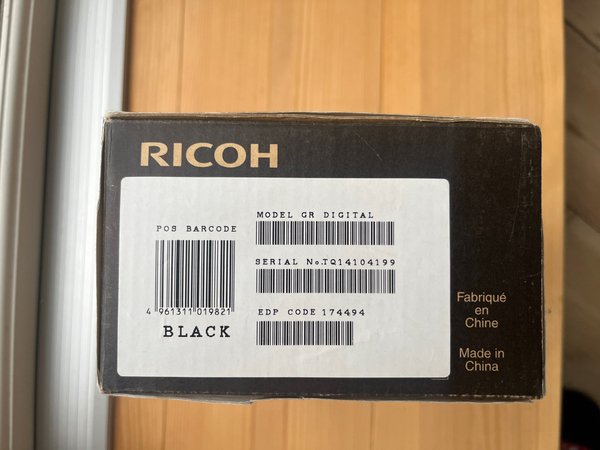 RICOH
MODEL GR DIGITAL
POS BARCODE
SERIAL No.TQ14104199
4 961311 019821
EDP CODE 174494
BLACK
Fabriqué
en
Chine
Made in
China